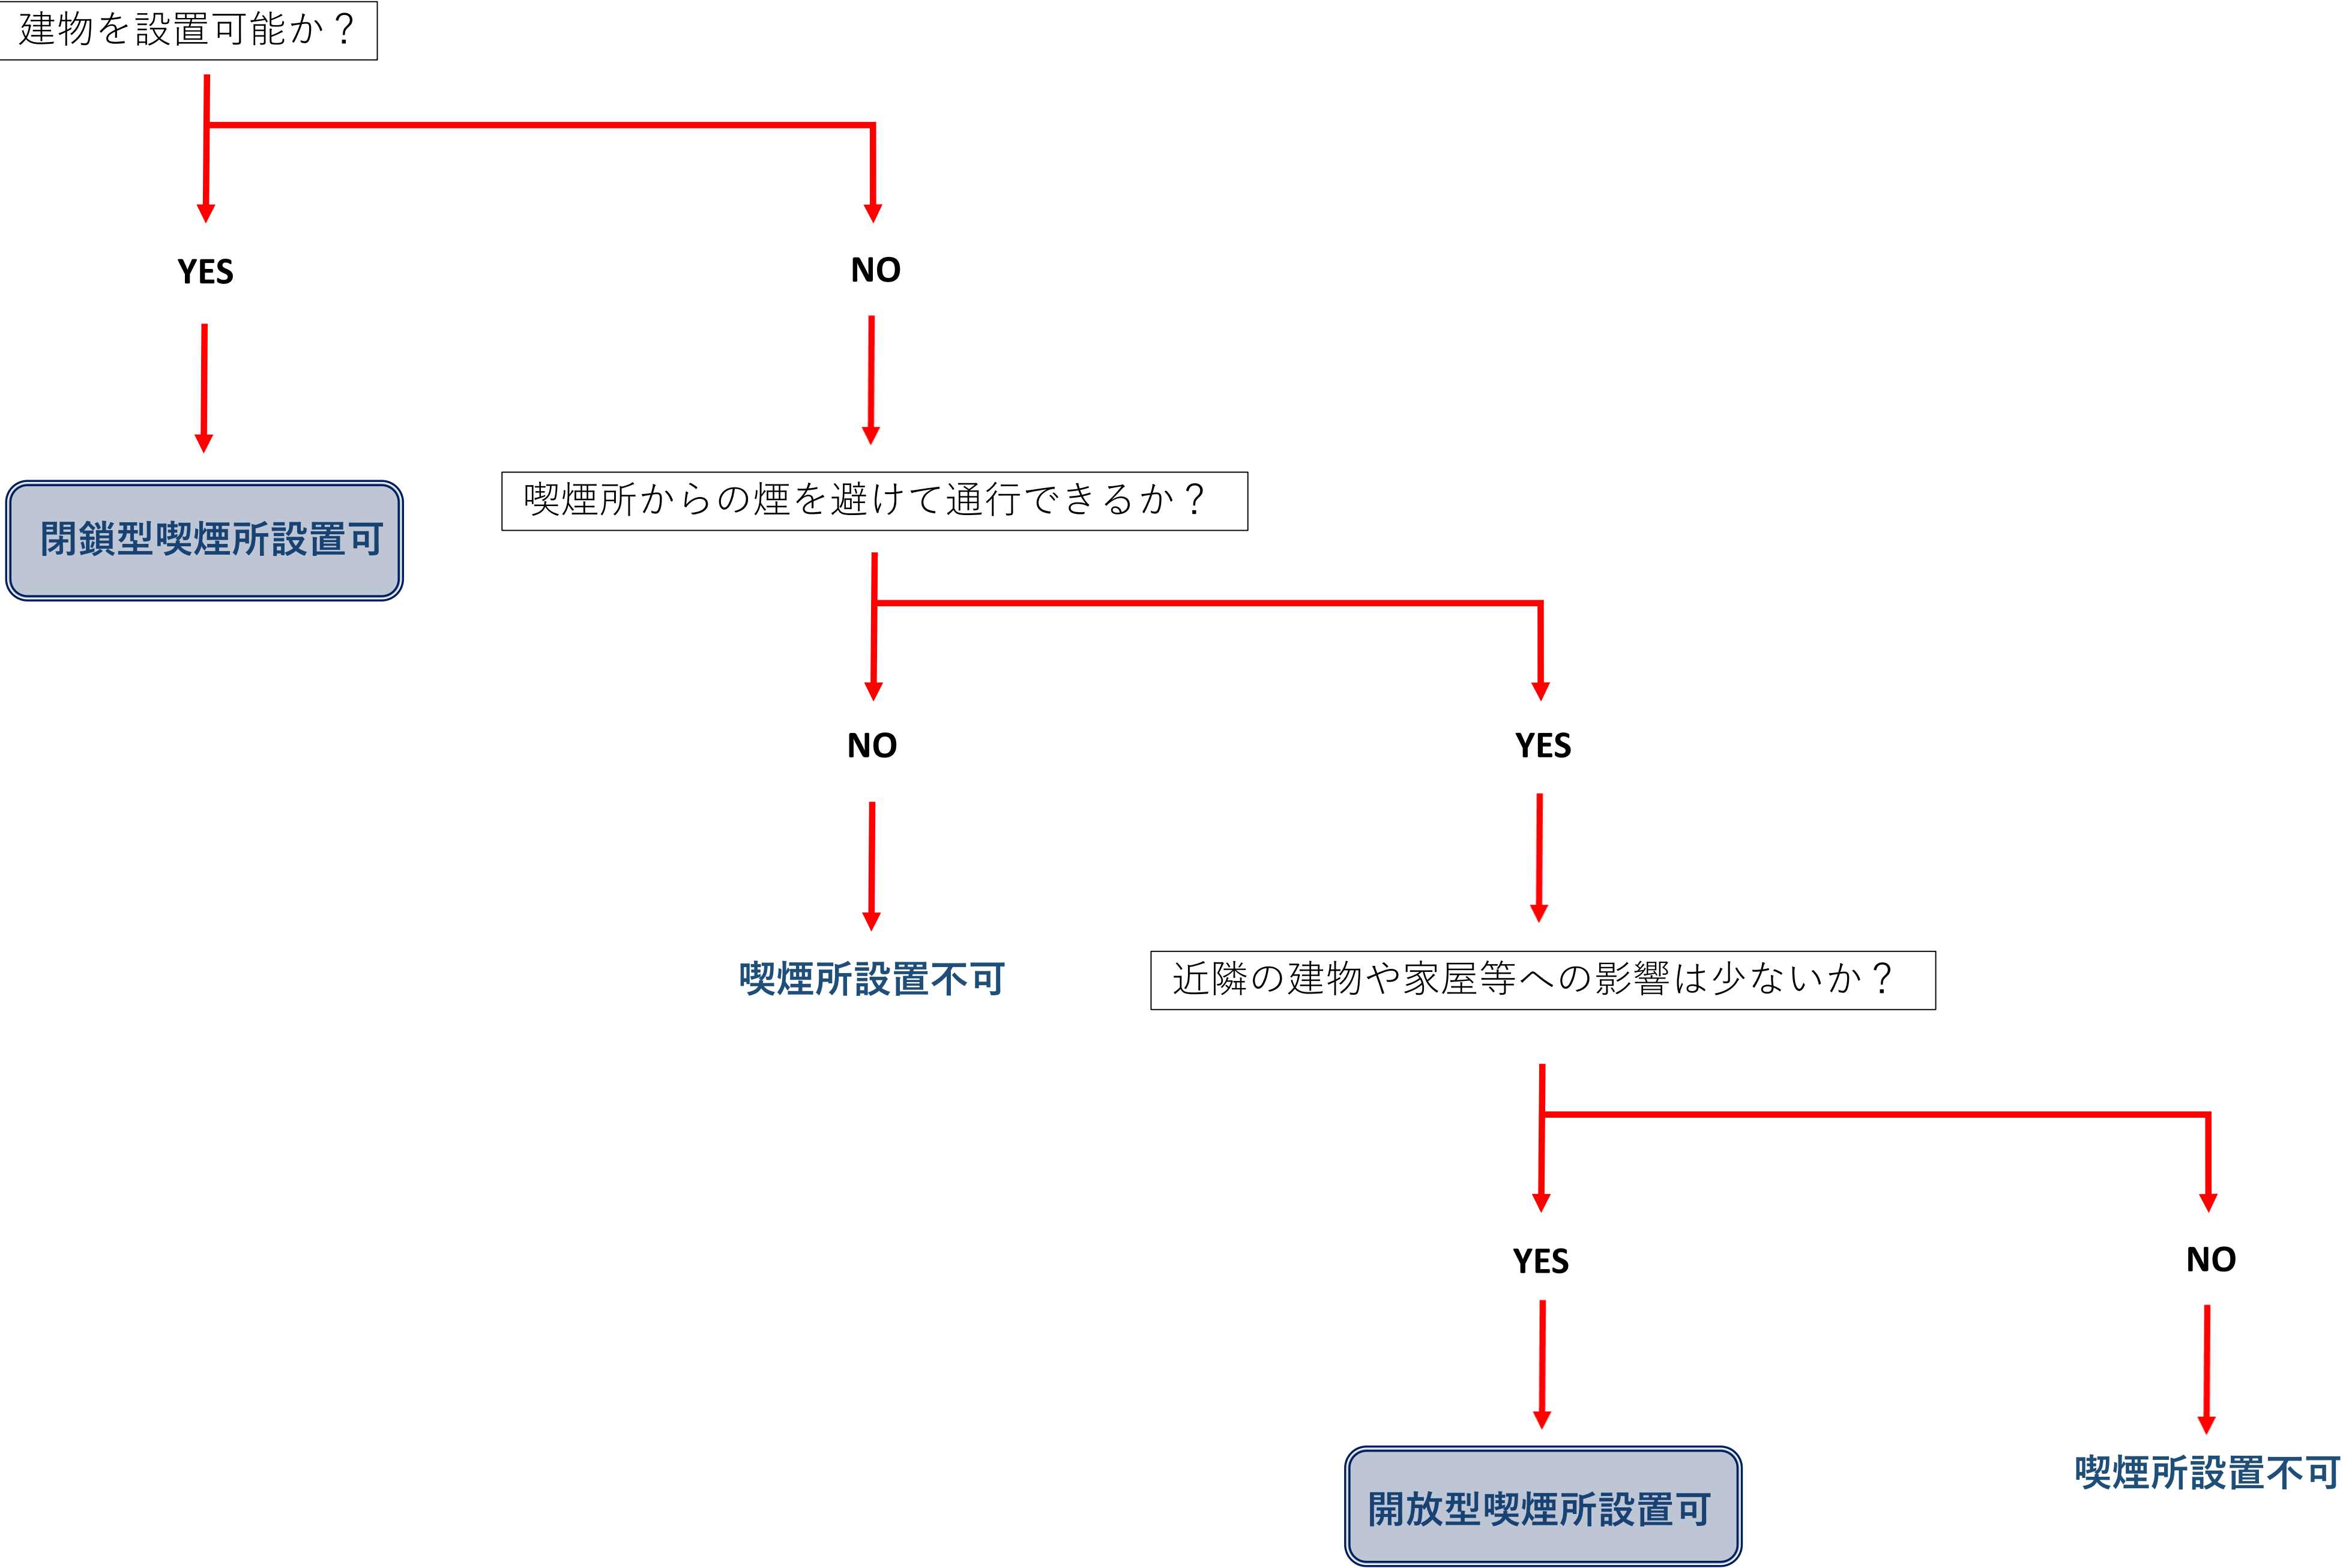 建物を設置可能か？
YES
NO
閉鎖型喫煙所設置可
喫煙所からの煙を避けて通行できるか？
NO
YES
喫煙所設置不可
近隣の建物や家屋等への影響は少ないか？
YES
NO
開放型喫煙所設置可
喫煙所設置不可